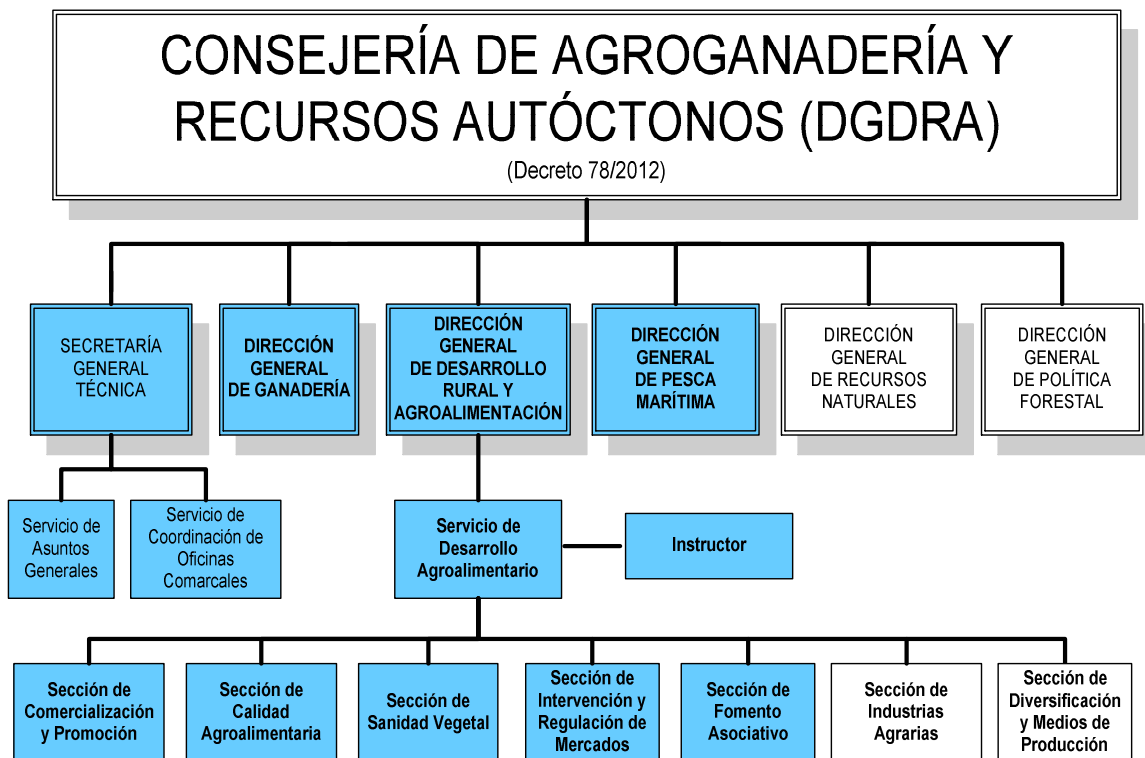 CONSEJERÍA DE AGROGANADERÍA Y
RECURSOS AUTÓCTONOS (DGDRA)
(Decreto 78/2012)
SECRETARÍA
GENERAL
TÉCNICA
DIRECCIÓN
GENERAL
DE GANADERÍA
DIRECCIÓN
GENERAL
DE DESARROLLO
RURAL Y
AGROALIMENTACIÓN
DIRECCIÓN
GENERAL
DE PESCA
MARÍTIMA
DIRECCIÓN
GENERAL
DE RECURSOS
NATURALES
DIRECCIÓN
GENERAL
DE POLÍTICA
FORESTAL
Servicio de
Asuntos
Generales
Servicio de
Coordinación de
Oficinas
Comarcales
Servicio de
Desarrollo
Agroalimentario
Instructor
Sección de
Comercialización
y Promoción
Sección de
Calidad
Agroalimentaria
Sección de
Sanidad Vegetal
Sección de
Intervención y
Regulación de
Mercados
Sección de
Fomento
Asociativo
Sección de
Industrias
Agrarias
Sección de
Diversificación
y Medios de
Producción